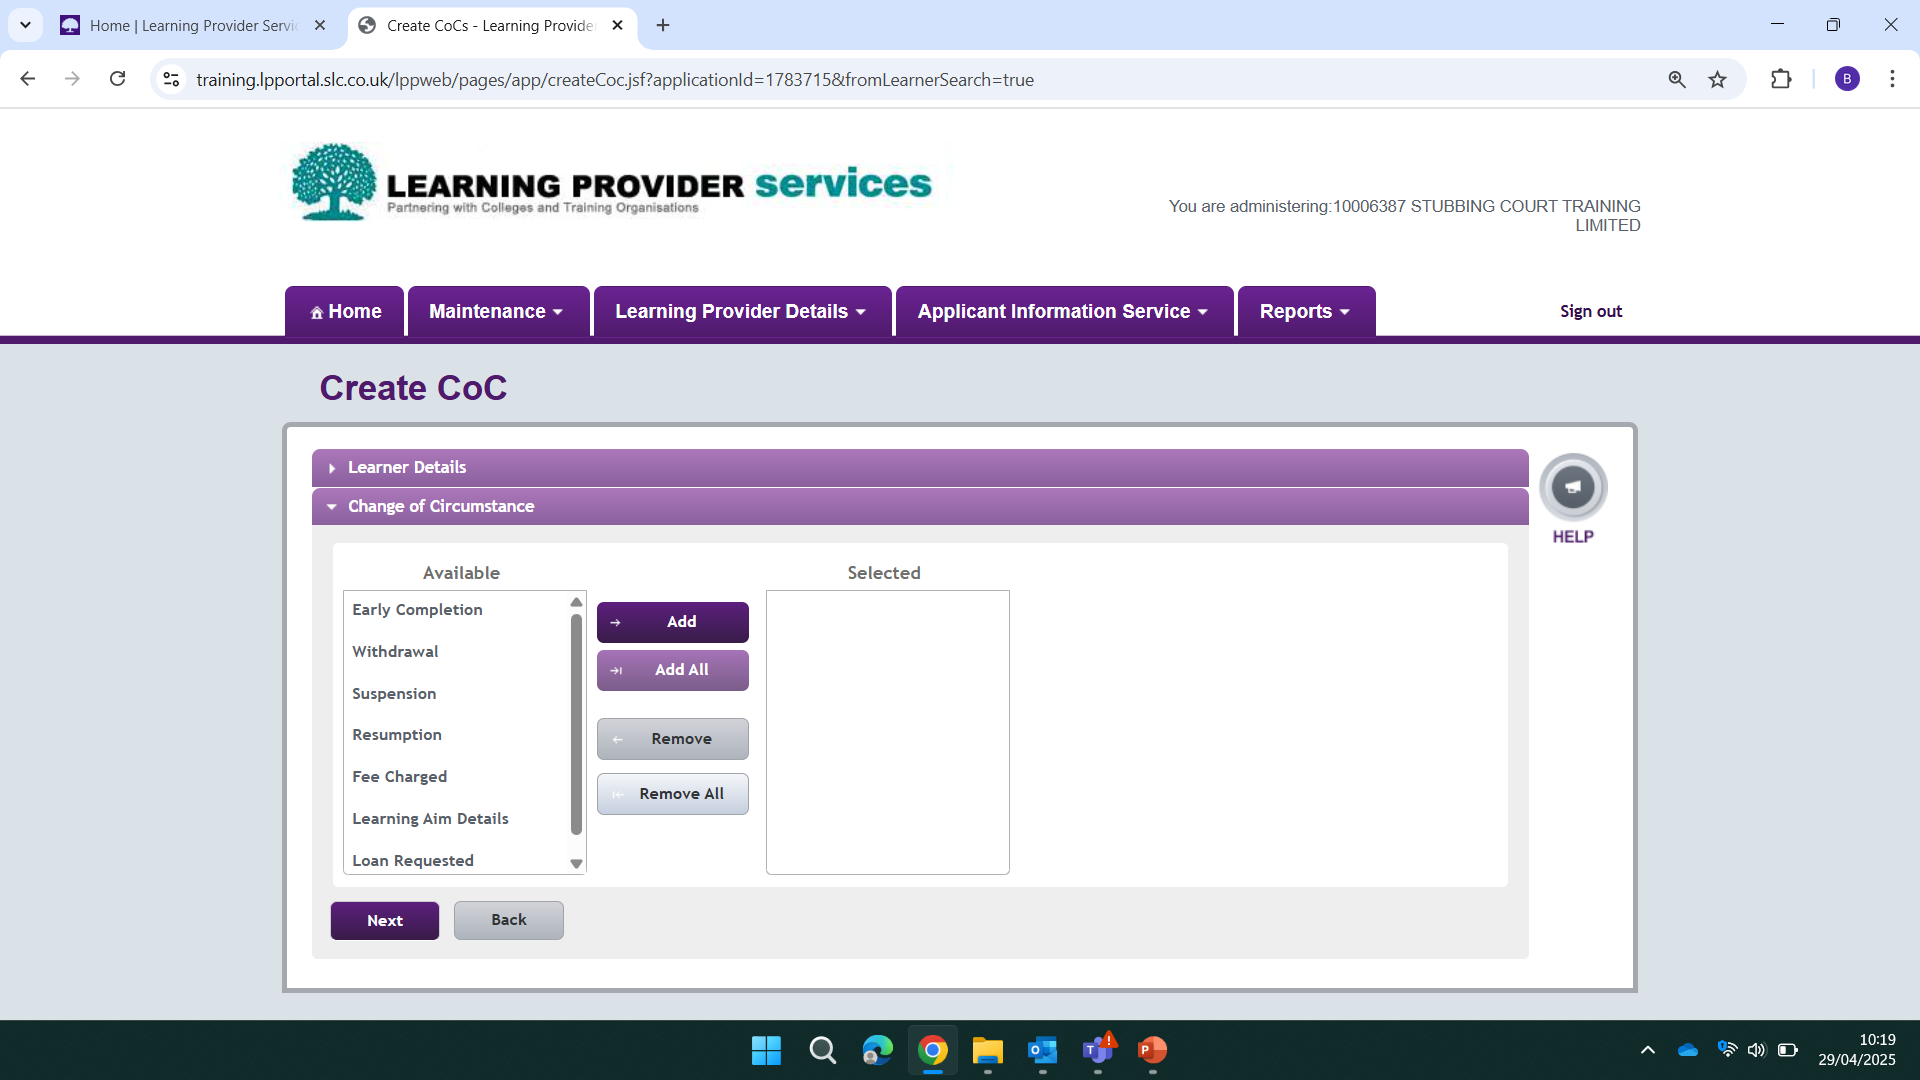 Home | Learning Provider Servic
Create CoCs - Learning Provide
training.lpportal.slc.co.uk/lppweb/pages/app/createCoc.jsf?applicationId=1783715&fromLearnerSearch=true
B
LEARNING PROVIDER services
Partnering with Colleges and Training Organisations
You are administering:10006387 STUBBING COURT TRAINING
LIMITED
Home
Maintenance
Learning Provider Details
Applicant Information Service
Reports
Sign out
Create CoC
Learner Details
Change of Circumstance
HELP
Available
Selected
Early Completion
Withdrawal
Suspension
Resumption
Fee Charged
Learning Aim Details
Loan Requested
Add
Add All
Remove
Remove All
Next
Back
10:19
29/04/2025